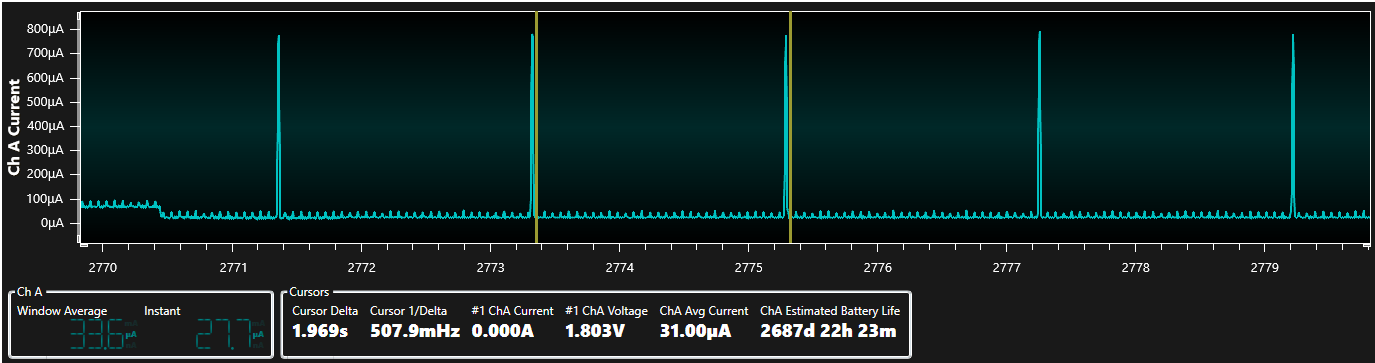 Ch A Current
800µA
700µA
600µA
500µA
400µA
300µA
200µA
100µA
0µA
2770 2771 2772 2773 2774 2775 2776 2777 2778 2779
Ch A
Window Average Instant
33.6 µA 27.7 µA
Cursors
Cursor Delta Cursor 1/Delta #1 ChA Current #1 ChA Voltage ChA Avg Current ChA Estimated Battery Life
1.969s 507.9mHz 0.000A 1.803V 31.00µA 2687d 22h 23m